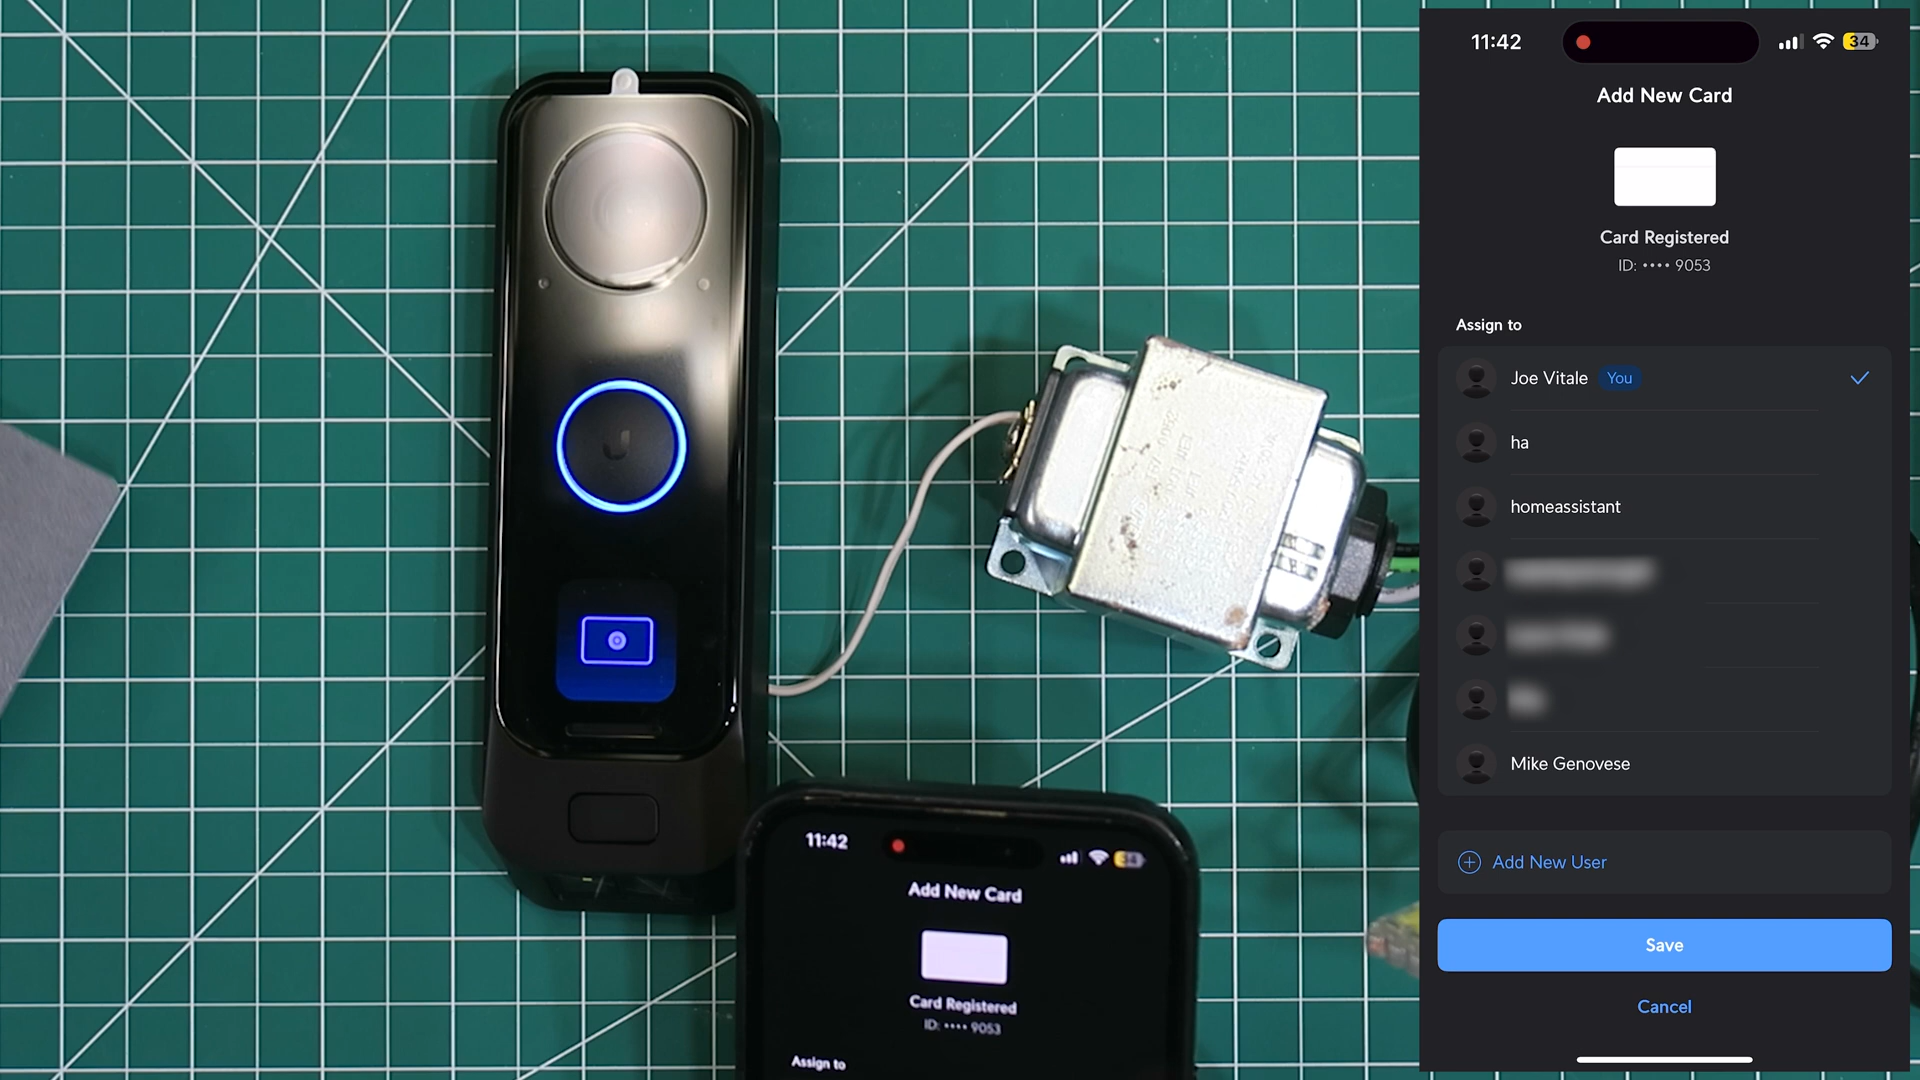 11:42
34
Add New Card
Card Registered
ID: •••• 9053
Assign to
Joe Vitale You
ha
homeassistant
Mike Genovese
Add New User
Save
Cancel
11:42
Add New Card
Card Registered
ID: •••• 9053
Assign to